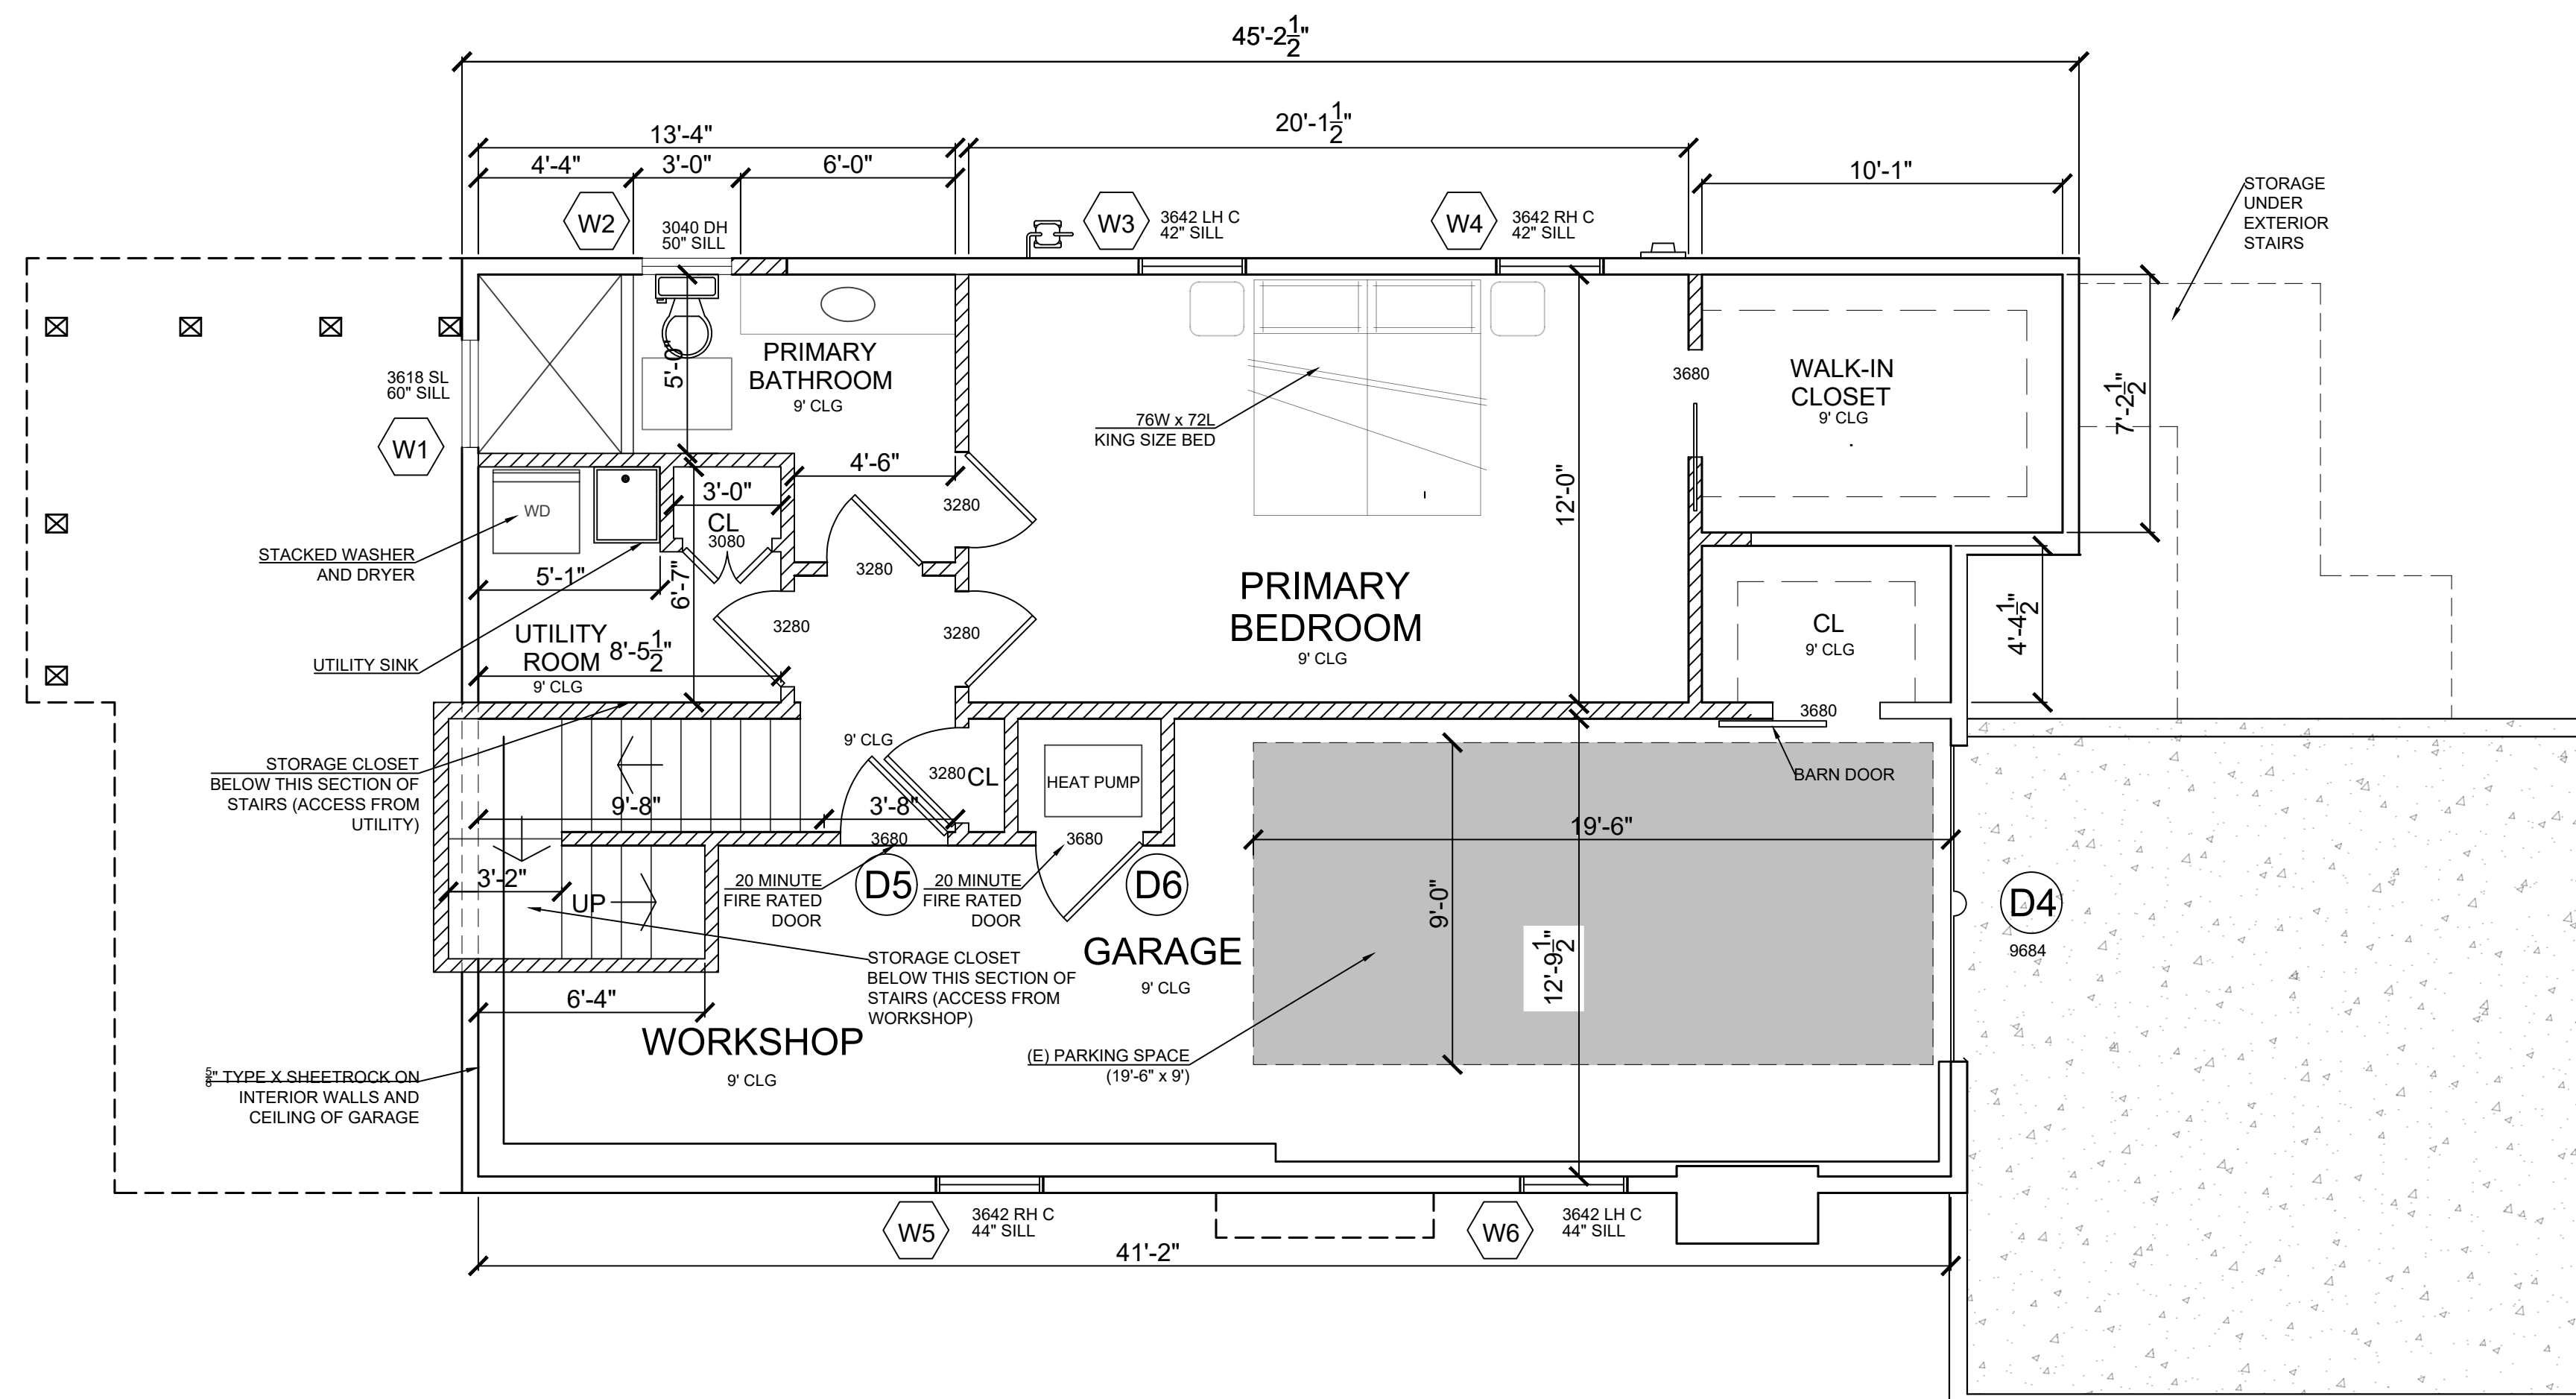 45'-2 1/2"
13'-4"
20'-1 1/2"
4'-4"
3'-0"
6'-0"
10'-1"
STORAGE
UNDER
EXTERIOR
STAIRS
W2
3040 DH
50" SILL
W3
3642 LH C
42" SILL
W4
3642 RH C
42" SILL
3618 SL
60" SILL
W1
5'-0"
PRIMARY
BATHROOM
9' CLG
76W x 72L
KING SIZE BED
3680
WALK-IN
CLOSET
9' CLG
7'-2 1/2"
4'-6"
3'-0"
WD
CL
3080
3280
12'-0"
STACKED WASHER
AND DRYER
5'-1"
6'-7"
3280
PRIMARY
BEDROOM
9' CLG
4'-4 1/2"
CL
9' CLG
UTILITY
ROOM
9' CLG
8'-5 1/2"
3280
3280
UTILITY SINK
3680
BARN DOOR
STORAGE CLOSET
BELOW THIS SECTION OF
STAIRS (ACCESS FROM
UTILITY)
9' CLG
3280
CL
HEAT PUMP
9'-8"
3'-8"
3680
3680
19'-6"
3'-2"
UP
20 MINUTE
FIRE RATED
DOOR
D5
20 MINUTE
FIRE RATED
DOOR
D6
9'-0"
12'-9 1/2"
D4
9684
GARAGE
9' CLG
STORAGE CLOSET
BELOW THIS SECTION OF
STAIRS (ACCESS FROM
WORKSHOP)
6'-4"
WORKSHOP
9' CLG
(E) PARKING SPACE
(19'-6" x 9')
5/8" TYPE X SHEETROCK ON
INTERIOR WALLS AND
CEILING OF GARAGE
W5
3642 RH C
44" SILL
W6
3642 LH C
44" SILL
41'-2"